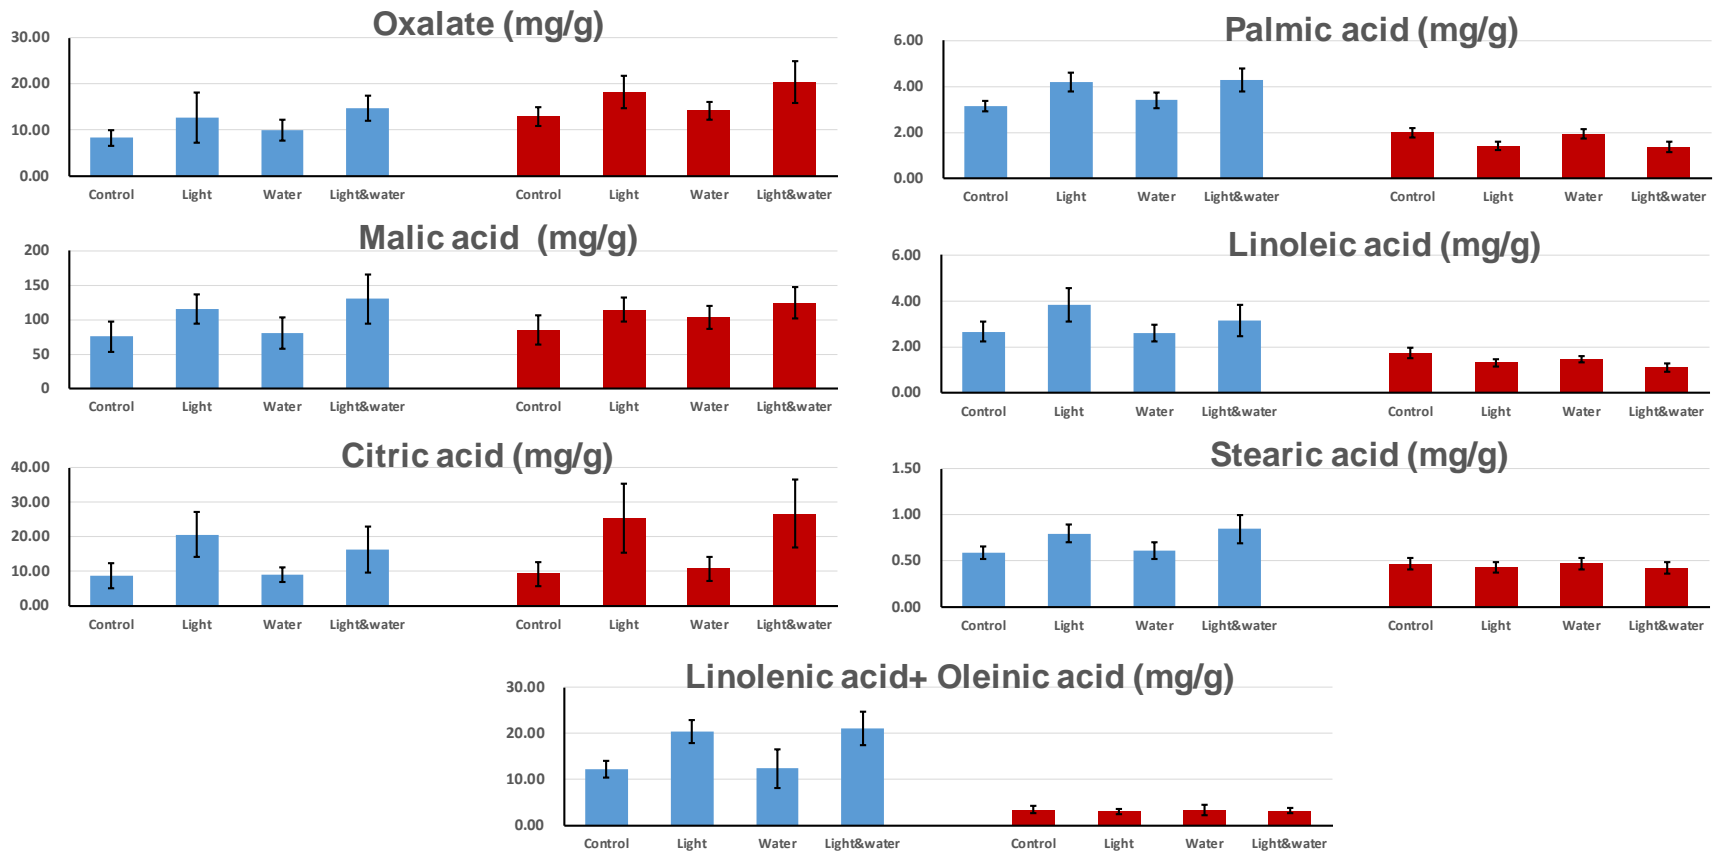 Oxalate (mg/g)
30.00
20.00
10.00
0.00
Control Light Water Light&water Control Light Water Light&water
Palmic acid (mg/g)
6.00
4.00
2.00
0.00
Control Light Water Light&water Control Light Water Light&water
Malic acid (mg/g)
200
150
100
50
0
Control Light Water Light&water Control Light Water Light&water
Linoleic acid (mg/g)
6.00
4.00
2.00
0.00
Control Light Water Light&water Control Light Water Light&water
Citric acid (mg/g)
40.00
30.00
20.00
10.00
0.00
Control Light Water Light&water Control Light Water Light&water
Stearic acid (mg/g)
1.50
1.00
0.50
0.00
Control Light Water Light&water Control Light Water Light&water
Linolenic acid+ Oleinic acid (mg/g)
30.00
20.00
10.00
0.00
Control Light Water Light&water Control Light Water Light&water